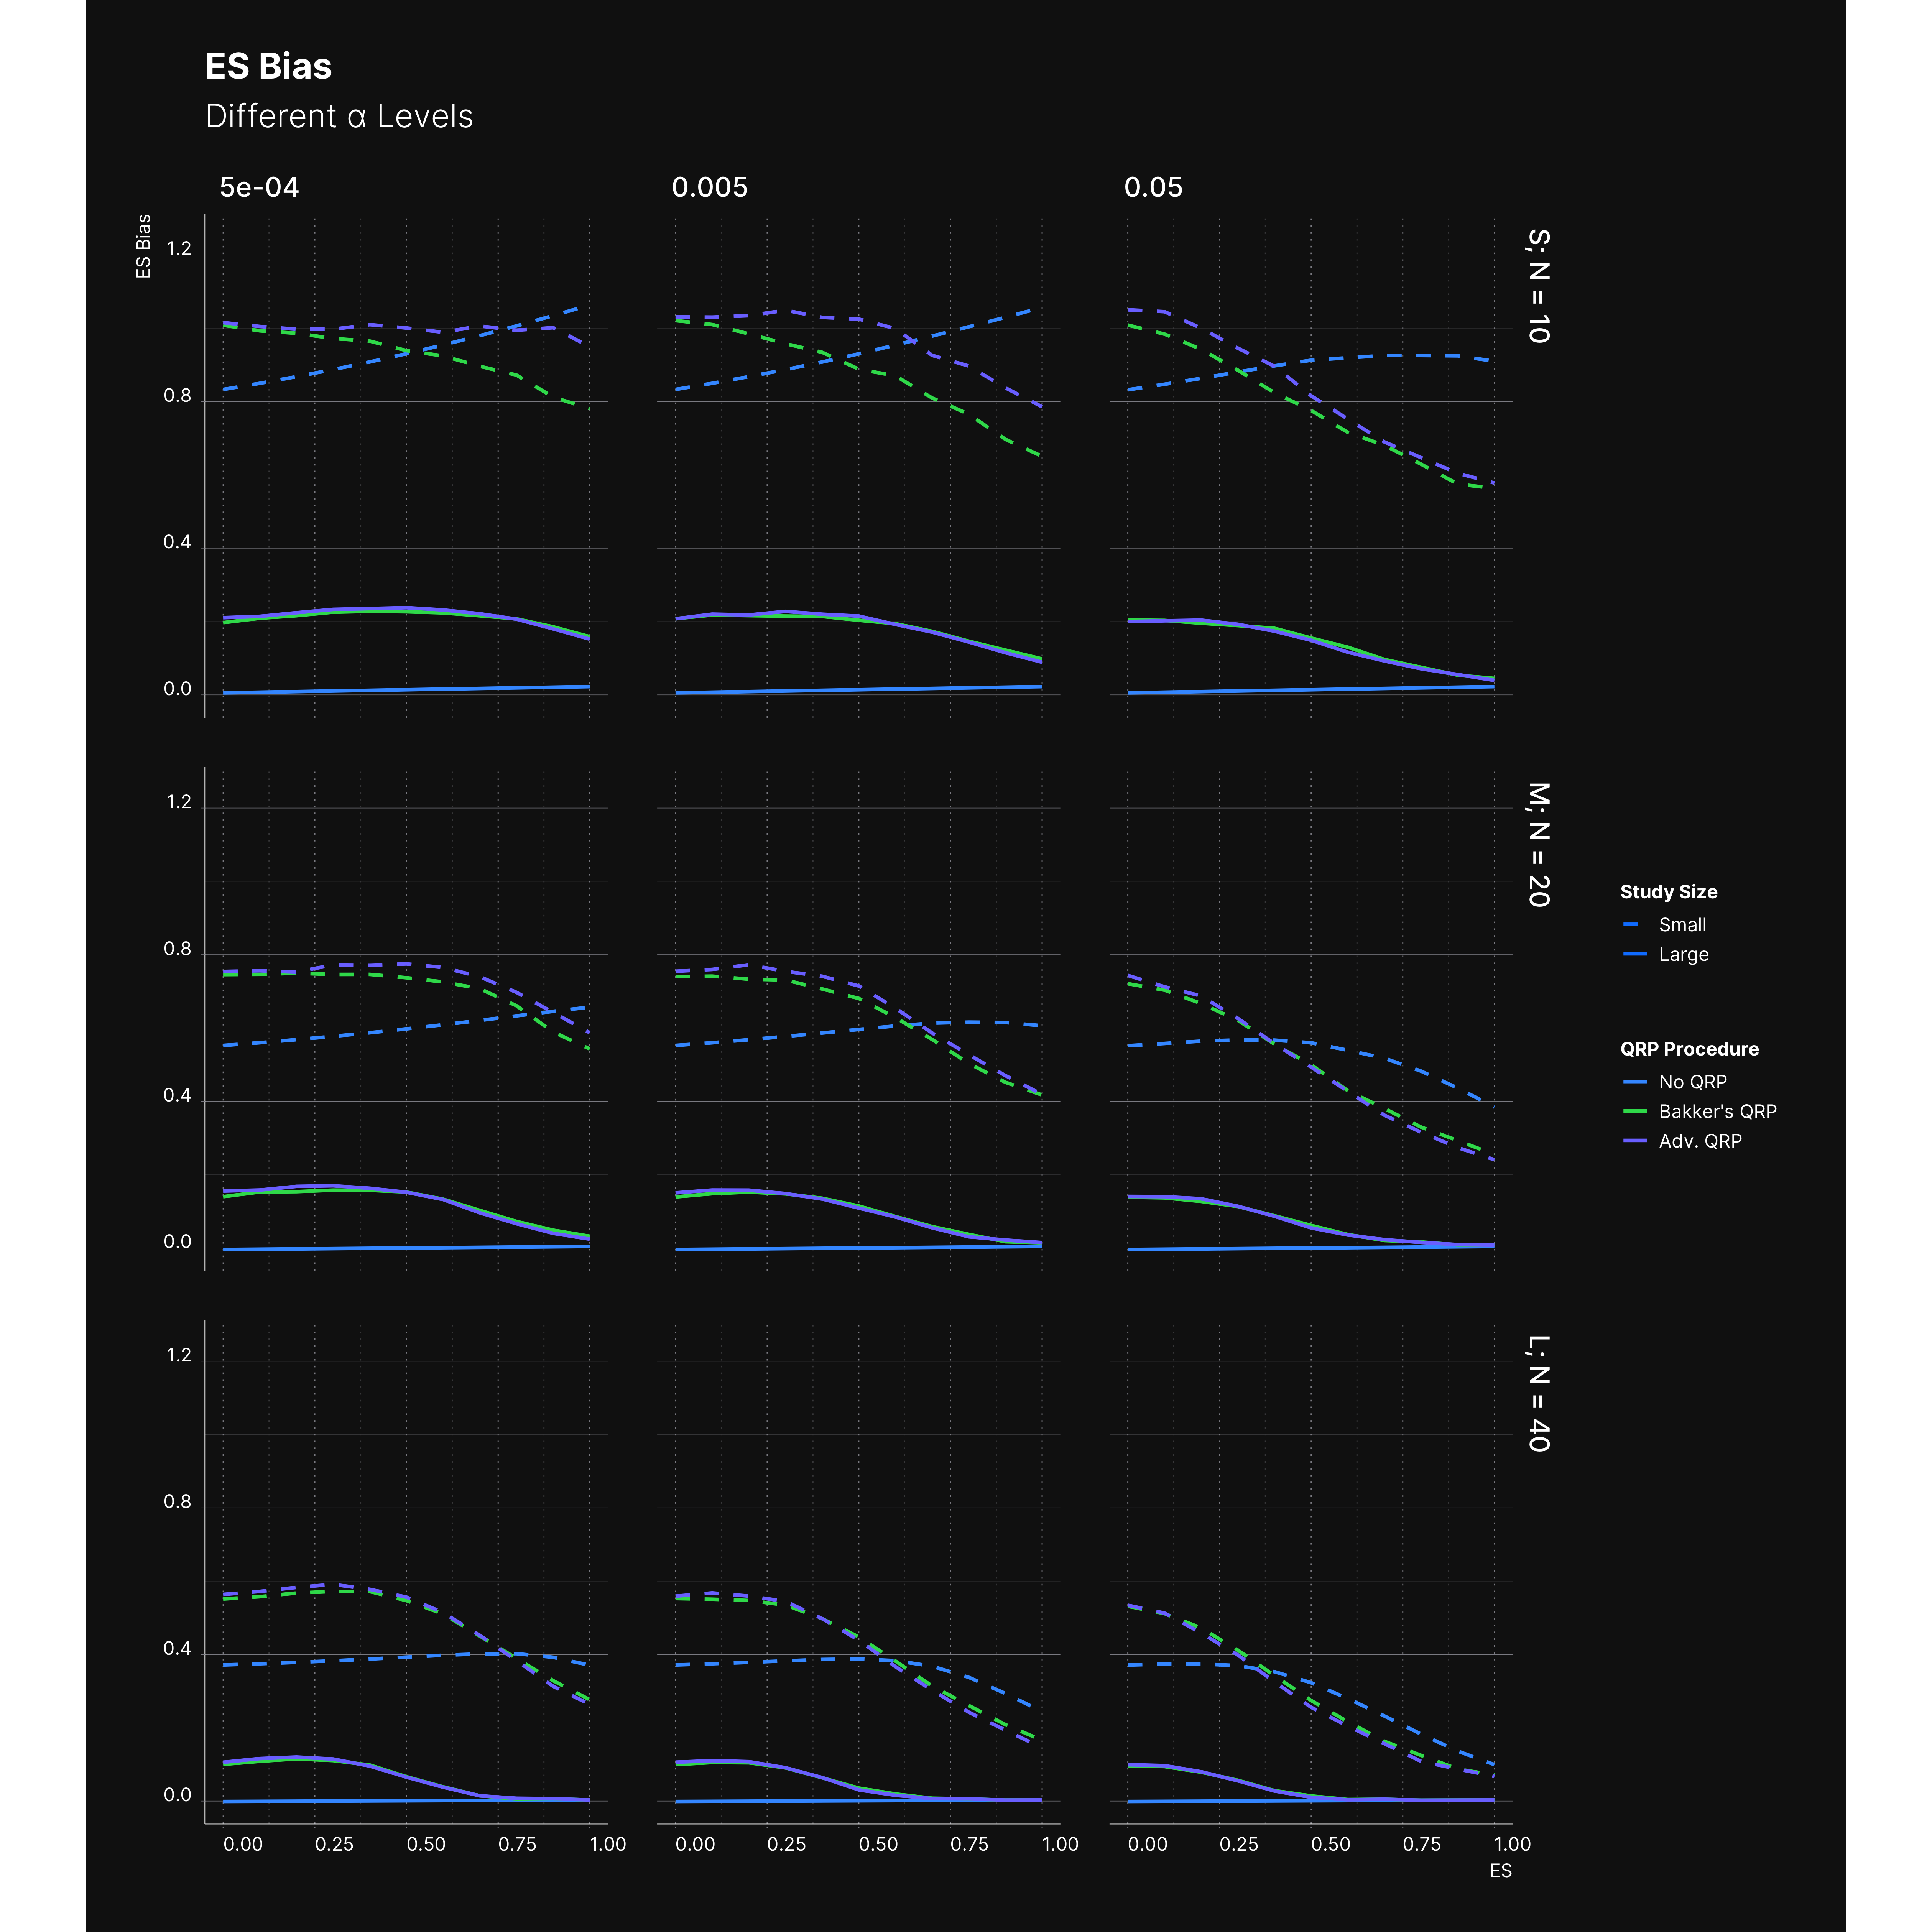 ES Bias
Different α Levels
5e-04 0.005 0.05
ES Bias
1.2
0.8
0.4
0.0
S; N = 10
1.2
0.8
0.4
0.0
M; N = 20
Study Size
Small
Large
QRP Procedure
No QRP
Bakker's QRP
Adv. QRP
1.2
0.8
0.4
0.0
L; N = 40
0.00 0.25 0.50 0.75 1.00 0.00 0.25 0.50 0.75 1.00 0.00 0.25 0.50 0.75 1.00
ES